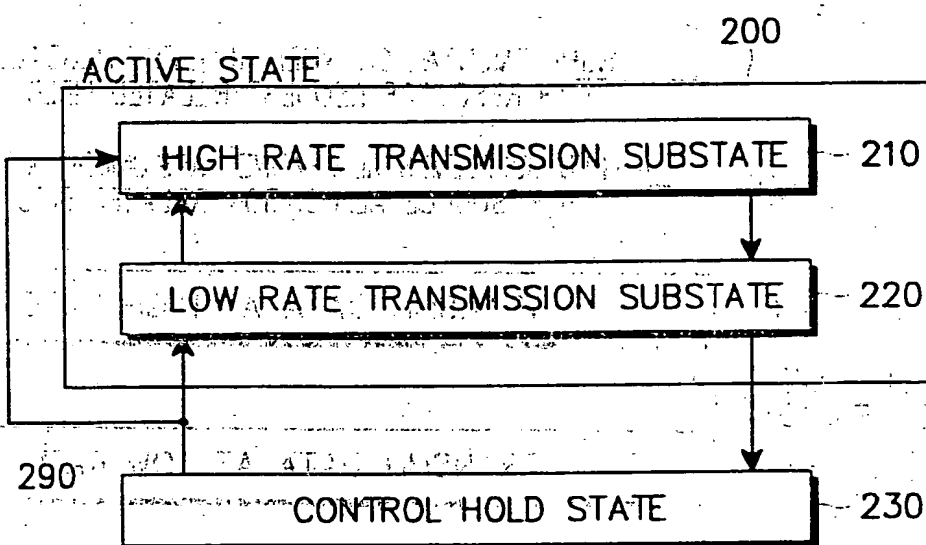 200
ACTIVE STATE
HIGH RATE TRANSMISSION SUBSTATE 210
LOW RATE TRANSMISSION SUBSTATE 220
290
CONTROL HOLD STATE 230